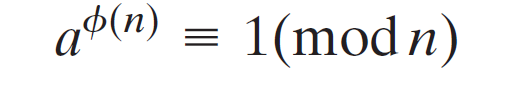 a^{ϕ(n)} ≡ 1(mod n)